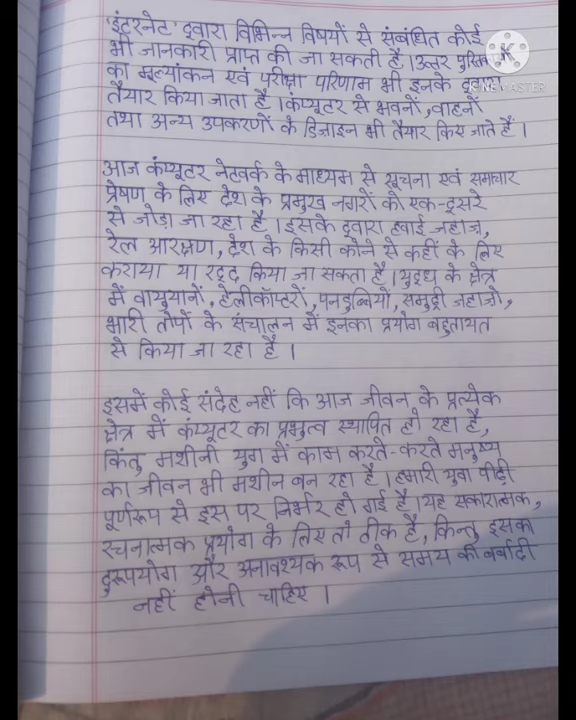 'इंटरनेट' द्वारा विभिन्न विषयों से संबंधित कोई
भी जानकारी प्राप्त की जा सकती है। उत्तर
का मूल्यांकन एवं परीक्षा परिणाम भी इनके द्वारा
तैयार किया जाता है। कंप्यूटर से भवनों, वाहनों
तथा अन्य उपकरणों के डिज़ाइन भी तैयार किए जाते हैं।
आज कंप्यूटर नेटवर्क के माध्यम से सूचना एवं समाचार
प्रेषण के लिए देश के प्रमुख नगरों को एक-दूसरे
से जोड़ा जा रहा है। इसके द्वारा हवाई जहाज,
रेल आरक्षण, देश के किसी कोने से कहीं के लिए
कराया या रद्द किया जा सकता है। युद्ध के क्षेत्र
में वायुयानों, हेलीकॉप्टरों, पनडुब्बियों, समुद्री जहाजों,
भारी तोपों के संचालन में इनका प्रयोग बहुतायत
से किया जा रहा है।
इसमें कोई संदेह नहीं कि आज जीवन के प्रत्येक
क्षेत्र में कंप्यूटर का प्रभुत्व स्थापित हो रहा है,
किंतु मशीनी युग में काम करते-करते मनुष्य
का जीवन भी मशीन बन रहा है। हमारी युवा पीढ़ी
पूर्णरूप से इस पर निर्भर हो गई है। यह सकारात्मक,
रचनात्मक प्रयोग के लिए तो ठीक है, किन्तु इसका
दुरूपयोग और अनावश्यक रूप से समय की बर्बादी
नहीं होनी चाहिए।
K
KINEMASTER